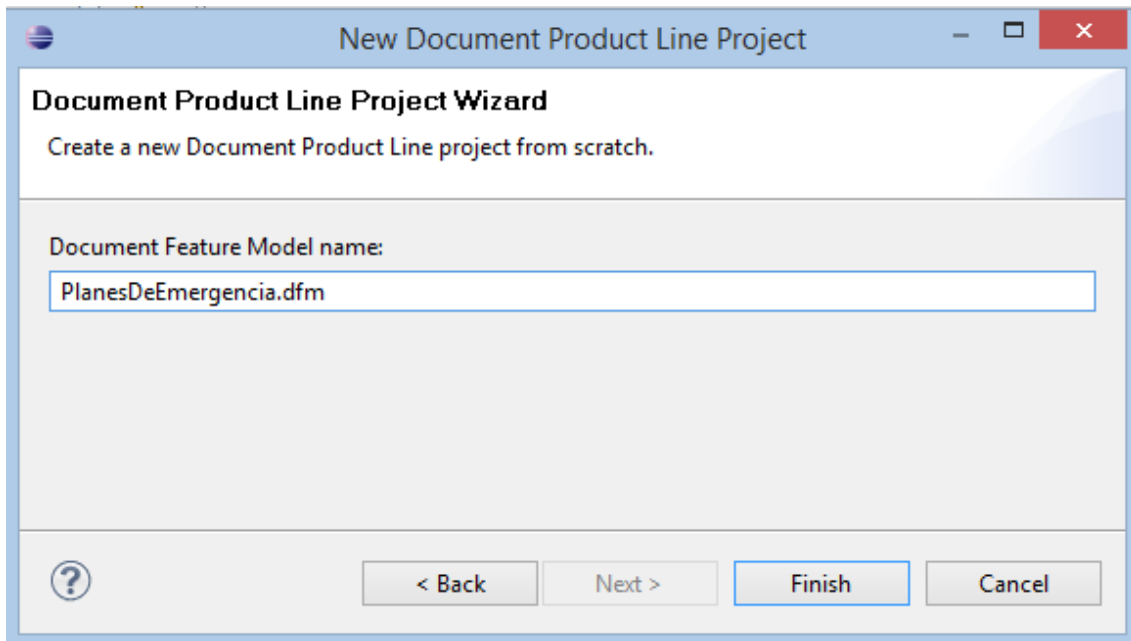 New Document Product Line Project
Document Product Line Project Wizard
Create a new Document Product Line project from scratch.
Document Feature Model name:
PlanesDeEmergencia.dfm
? < Back Next > Finish Cancel